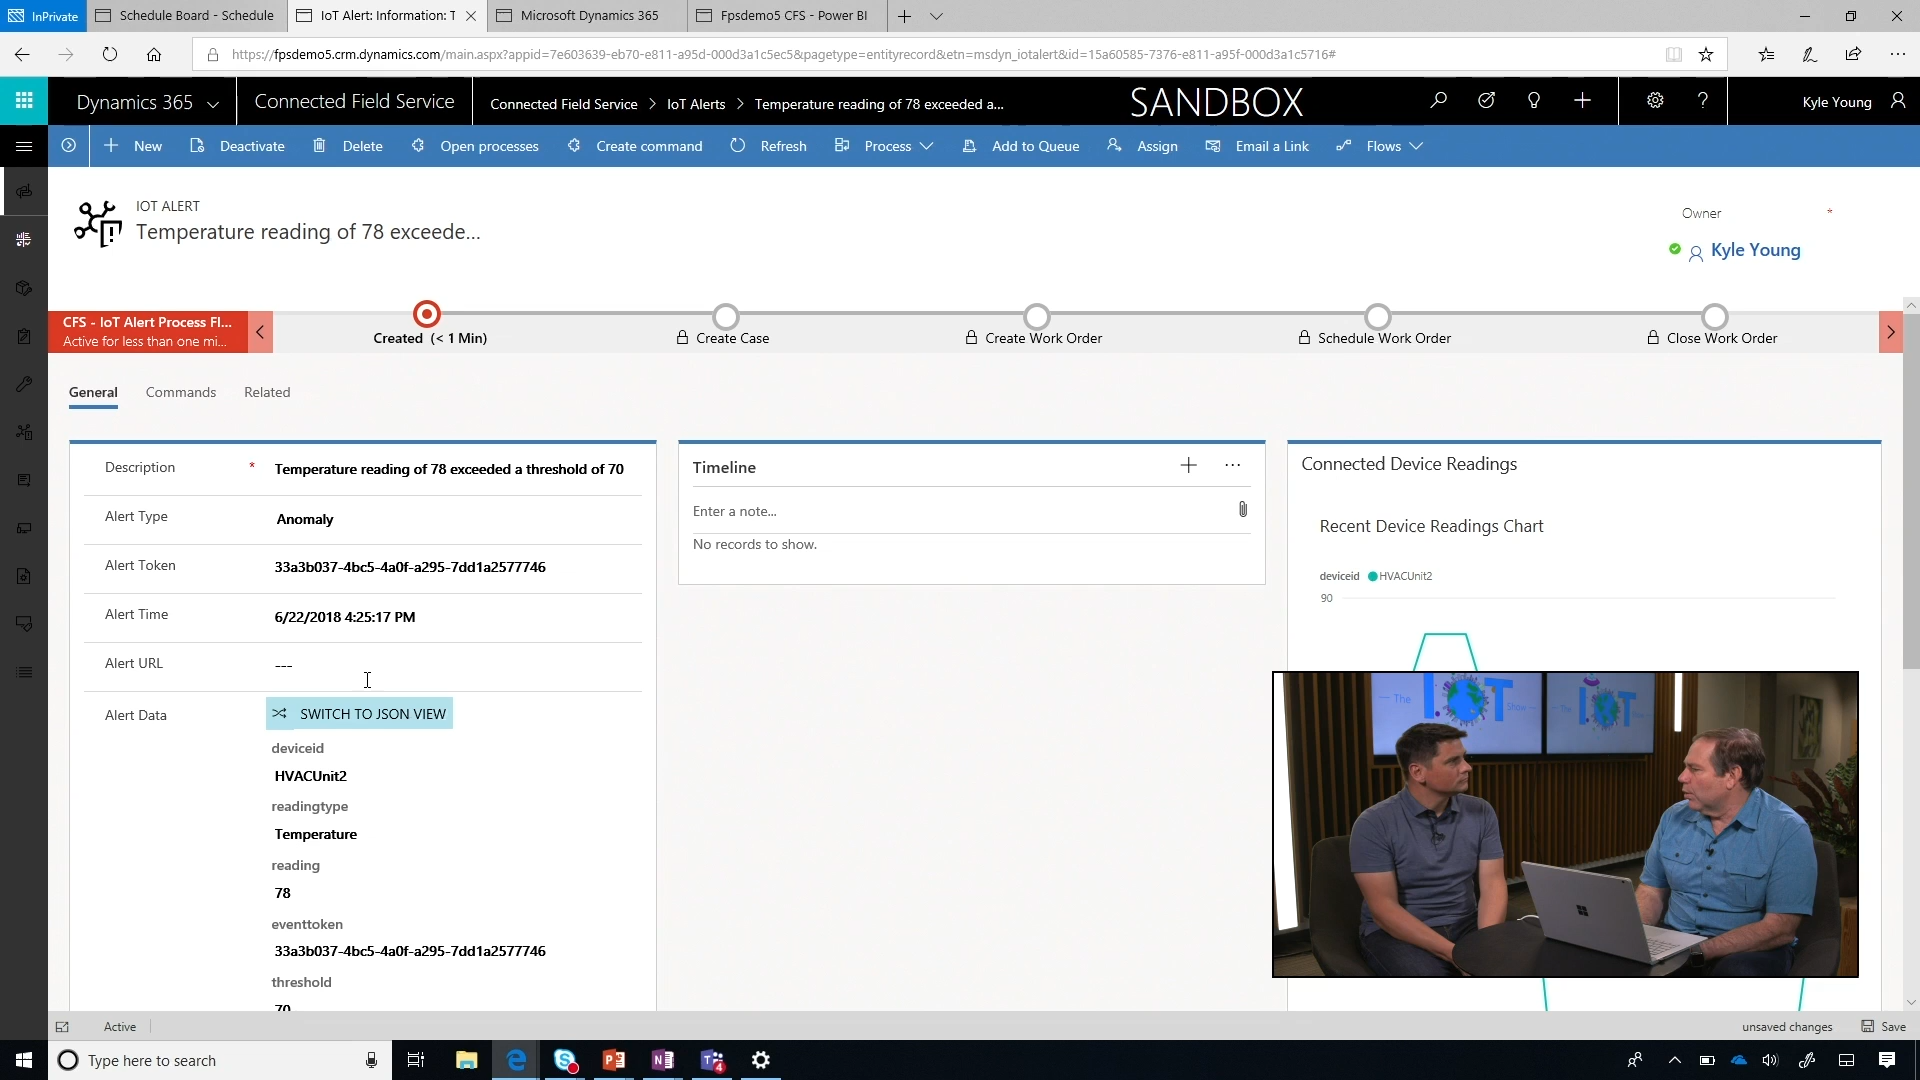 InPrivate
Schedule Board - Schedule
IoT Alert: Information: T
Microsoft Dynamics 365
Fpsdemo5 CFS - Power BI
https://fpsdemo5.crm.dynamics.com/main.aspx?appid=7e603639-eb70-e811-a95d-000d3a1c5ec5&pagetype=entityrecord&etn=msdyn_iotalert&id=15a60585-7376-e811-a95f-000d3a1c5716#
Dynamics 365
Connected Field Service
Connected Field Service > IoT Alerts > Temperature reading of 78 exceeded a...
SANDBOX
Kyle Young
New
Deactivate
Delete
Open processes
Create command
Refresh
Process
Add to Queue
Assign
Email a Link
Flows
IOT ALERT
Temperature reading of 78 exceede...
Owner *
Kyle Young
CFS - IoT Alert Process Fl...
Active for less than one mi...
Created (< 1 Min)
Create Case
Create Work Order
Schedule Work Order
Close Work Order
General
Commands
Related
Description * Temperature reading of 78 exceeded a threshold of 70
Alert Type Anomaly
Alert Token 33a3b037-4bc5-4a0f-a295-7dd1a2577746
Alert Time 6/22/2018 4:25:17 PM
Alert URL ---
Alert Data SWITCH TO JSON VIEW
deviceid
HVACUnit2
readingtype
Temperature
reading
78
eventtoken
33a3b037-4bc5-4a0f-a295-7dd1a2577746
threshold
70
Timeline
Enter a note...
No records to show.
Connected Device Readings
Recent Device Readings Chart
deviceid HVACUnit2
90
The IoT Show
The IoT Show
Active
unsaved changes
Save
Type here to search
4